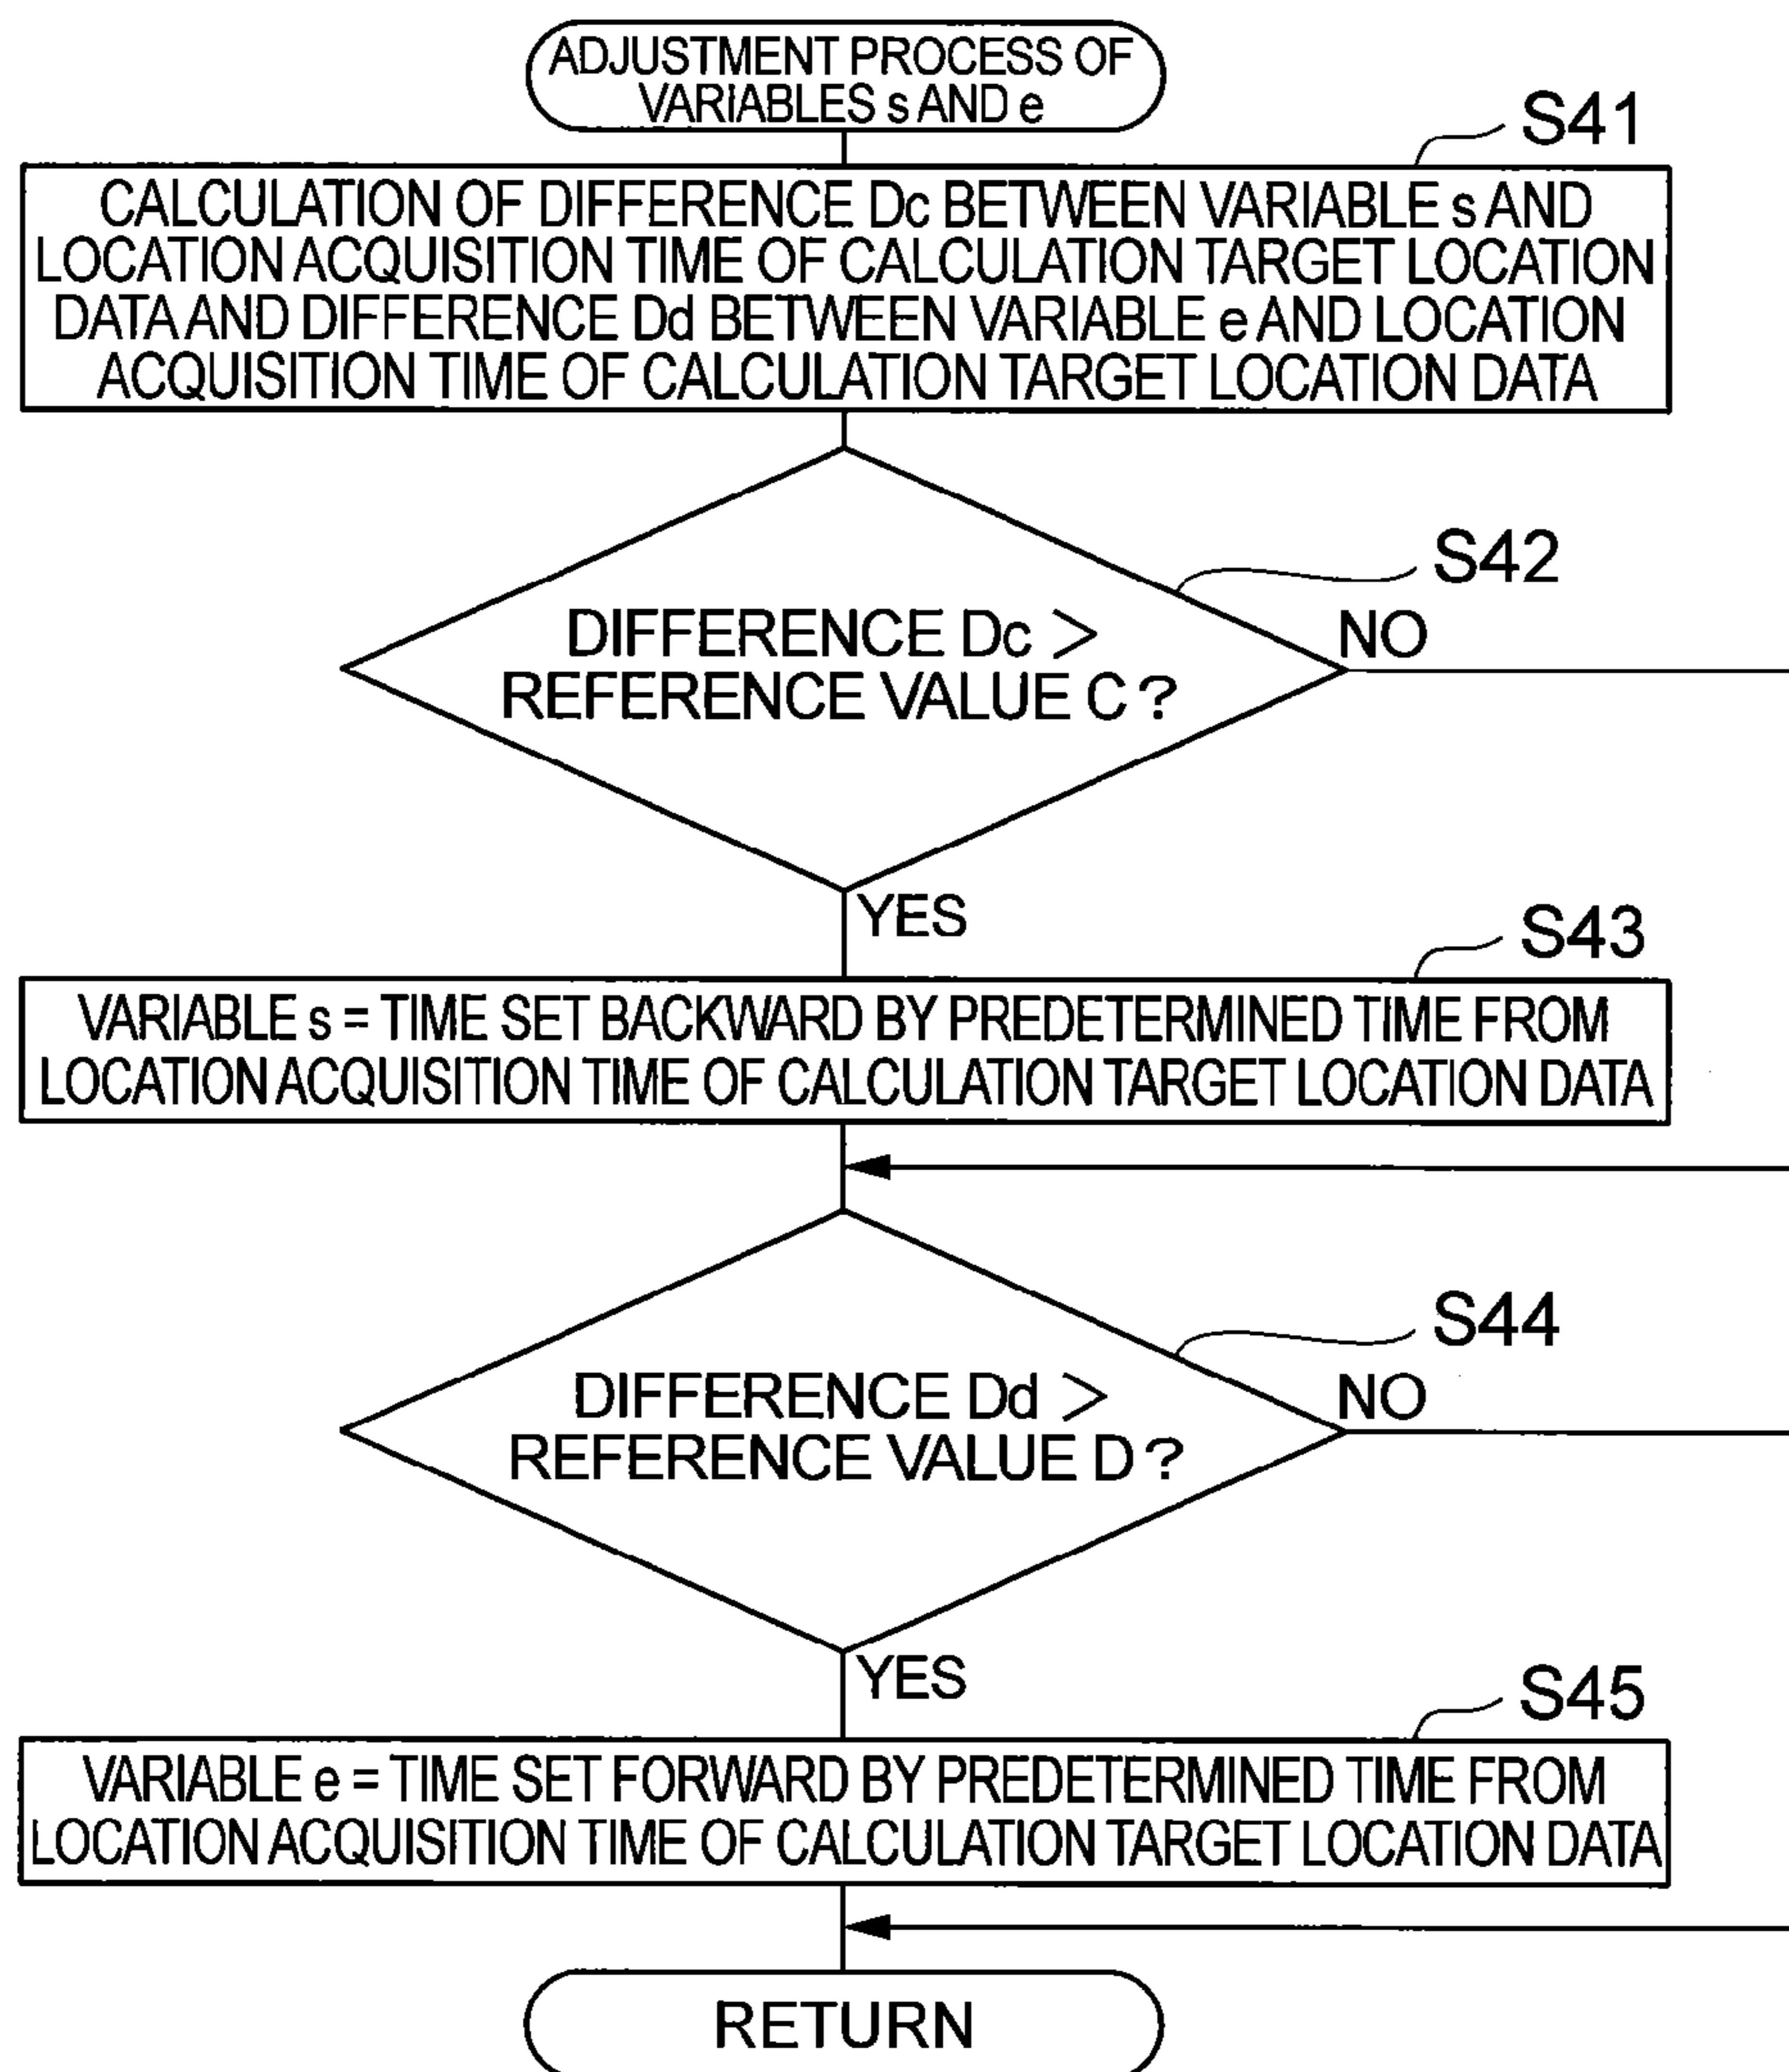 ADJUSTMENT PROCESS OF
VARIABLES s AND e
S41
CALCULATION OF DIFFERENCE Dc BETWEEN VARIABLE s AND
LOCATION ACQUISITION TIME OF CALCULATION TARGET LOCATION
DATA AND DIFFERENCE Dd BETWEEN VARIABLE e AND LOCATION
ACQUISITION TIME OF CALCULATION TARGET LOCATION DATA
S42
DIFFERENCE Dc >
REFERENCE VALUE C ?
NO
YES
S43
VARIABLE s = TIME SET BACKWARD BY PREDETERMINED TIME FROM
LOCATION ACQUISITION TIME OF CALCULATION TARGET LOCATION DATA
S44
DIFFERENCE Dd >
REFERENCE VALUE D ?
NO
YES
S45
VARIABLE e = TIME SET FORWARD BY PREDETERMINED TIME FROM
LOCATION ACQUISITION TIME OF CALCULATION TARGET LOCATION DATA
RETURN